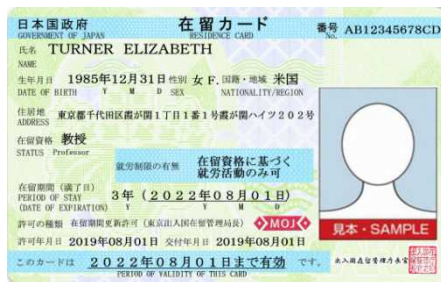 日本国政府 在留カード 番号 AB12345678CD
GOVERNMENT OF JAPAN RESIDENCE CARD No.
氏名 TURNER ELIZABETH
NAME
生年月日 1985年12月31日 性別 女 F. 国籍・地域 米国
DATE OF BIRTH Y M D SEX NATIONALITY/REGION
住居地 東京都千代田区霞が関1丁目1番1号霞が関ハイツ202号
ADDRESS
在留資格 教授
STATUS Professor
就労制限の有無 在留資格に基づく
就労活動のみ可
在留期間(満了日) 3年(2022年08月01日)
PERIOD OF STAY
(DATE OF EXPIRATION) Y Y M D
許可の種類 在留期間更新許可(東京出入国在留管理局長) MOJ
見本・SAMPLE
許可年月日 2019年08月01日 交付年月日 2019年08月01日
このカードは 2022年08月01日まで有効 です。 出入国在留管理庁長官
PERIOD OF VALIDITY OF THIS CARD